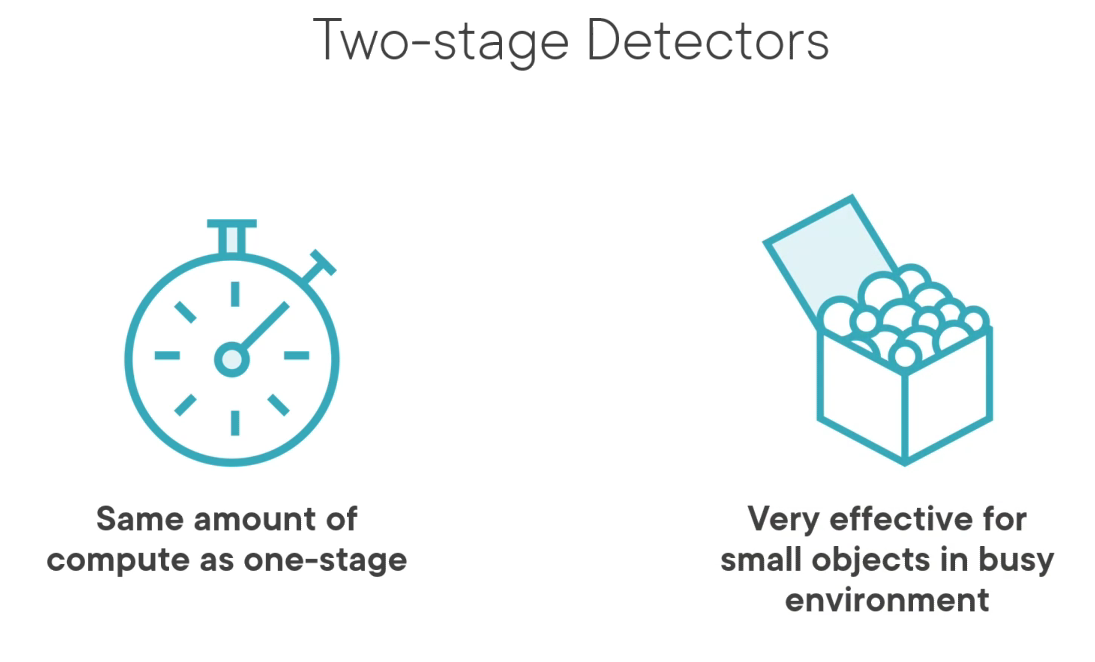 Two-stage Detectors
Same amount of
compute as one-stage
Very effective for
small objects in busy
environment